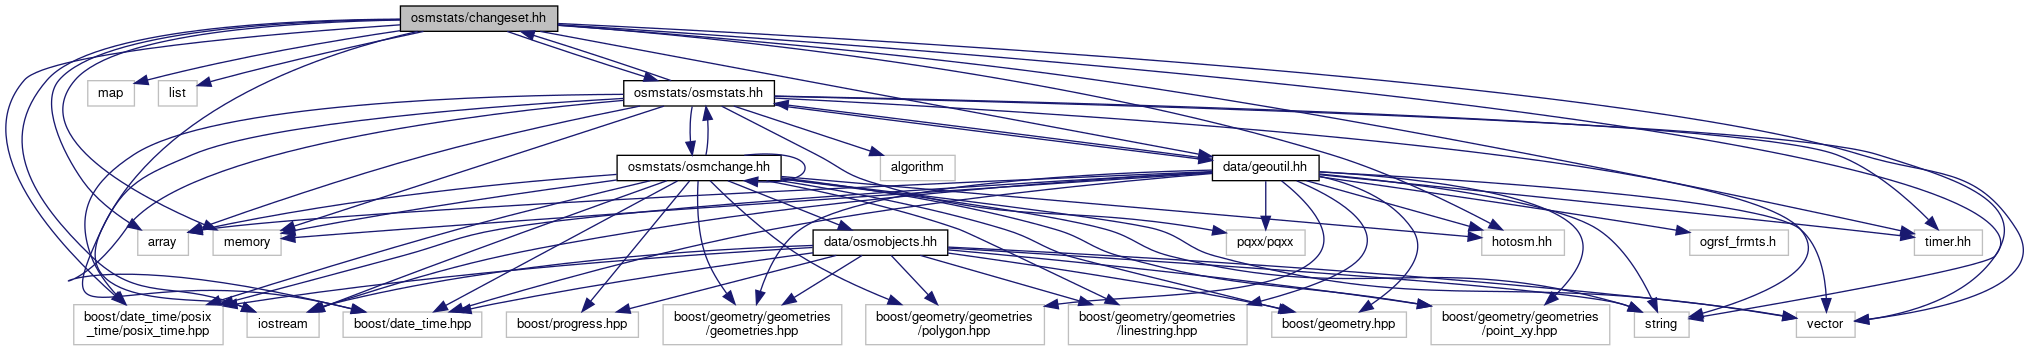 osmstats/changeset.hh
map
list
osmstats/osmstats.hh
osmstats/osmchange.hh
algorithm
data/geoutil.hh
array
memory
data/osmobjects.hh
pqxx/pqxx
hotosm.hh
ogrsf_frmts.h
timer.hh
boost/date_time/posix
_time/posix_time.hpp
iostream
boost/date_time.hpp
boost/progress.hpp
boost/geometry/geometries
/geometries.hpp
boost/geometry/geometries
/polygon.hpp
boost/geometry/geometries
/linestring.hpp
boost/geometry.hpp
boost/geometry/geometries
/point_xy.hpp
string
vector